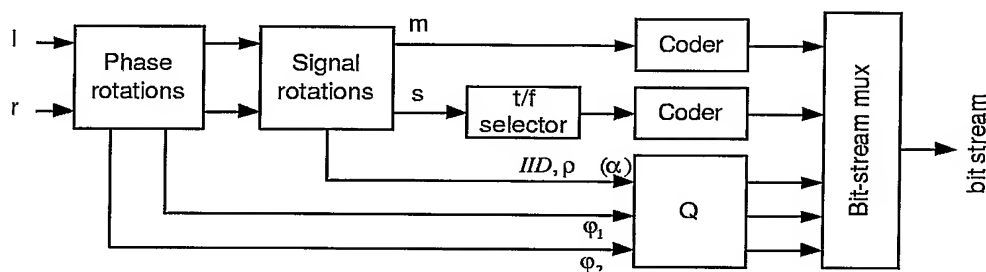 l
r
Phase
rotations
Signal
rotations
m
s
t/f
selector
Coder
Coder
IID, ρ (α)
φ₁
φ₂
Q
Bit-stream mux
bit stream